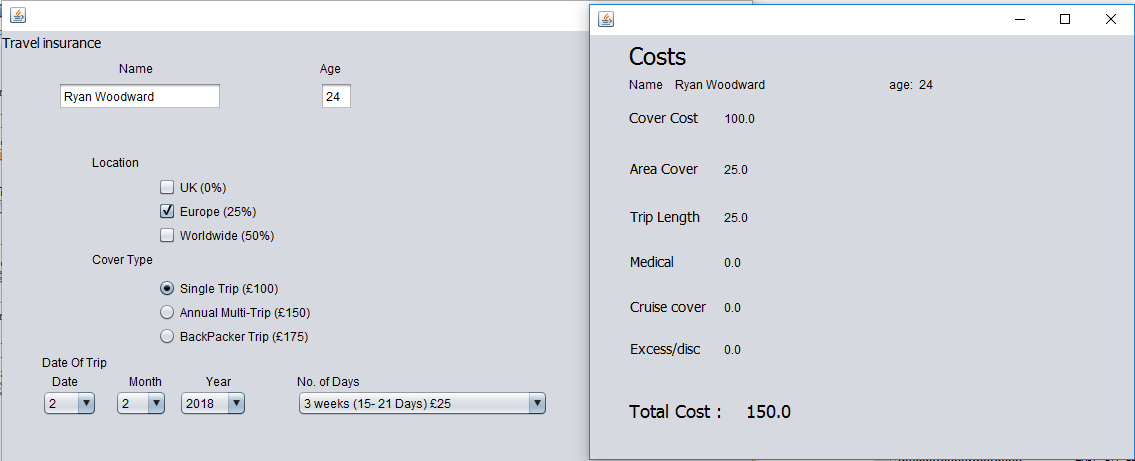 Travel insurance
Name Age
Ryan Woodward 24
Location
UK (0%)
Europe (25%)
Worldwide (50%)
Cover Type
Single Trip (£100)
Annual Multi-Trip (£150)
BackPacker Trip (£175)
Date Of Trip
Date Month Year No. of Days
2 2 2018 3 weeks (15- 21 Days) £25
Costs
Name Ryan Woodward age: 24
Cover Cost 100.0
Area Cover 25.0
Trip Length 25.0
Medical 0.0
Cruise cover 0.0
Excess/disc 0.0
Total Cost : 150.0